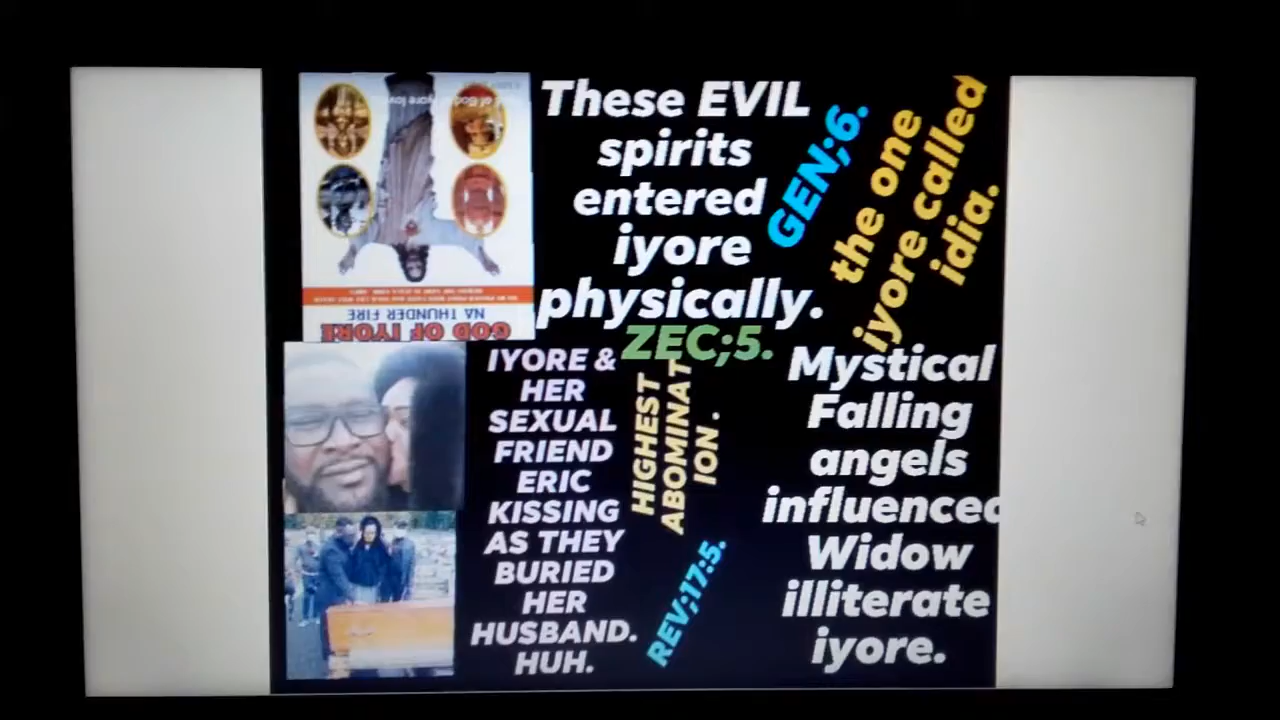 These EVIL
spirits
entered
iyore
physically.
GEN;6.
the one
iyore called
idia.
ZEC;5.
GOD OF IYORE
NA THUNDER FIRE
IYORE &
HER
SEXUAL
FRIEND
ERIC
KISSING
AS THEY
BURIED
HER
HUSBAND.
HUH.
HIGHEST
ABOMINAT
ION.
REV;17:5.
Mystical
Falling
angels
influenced
Widow
illiterate
iyore.